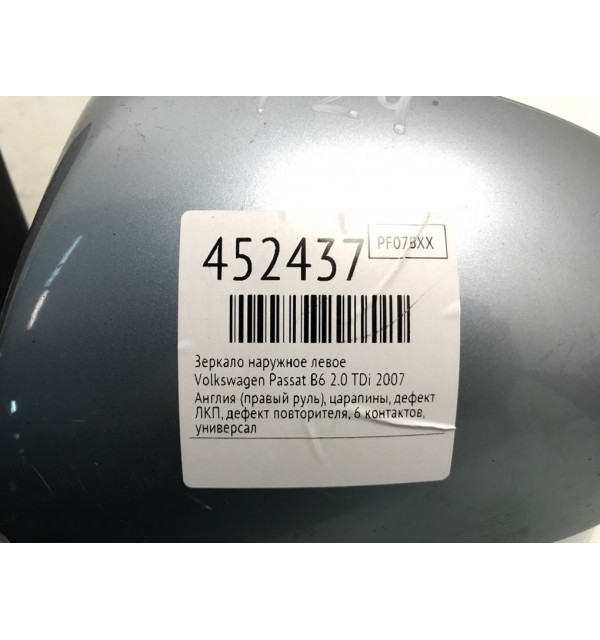 452437
PF07BXX
Зеркало наружное левое
Volkswagen Passat B6 2.0 TDi 2007
Англия (правый руль), царапины, дефект
ЛКП, дефект повторителя, 6 контактов,
универсал